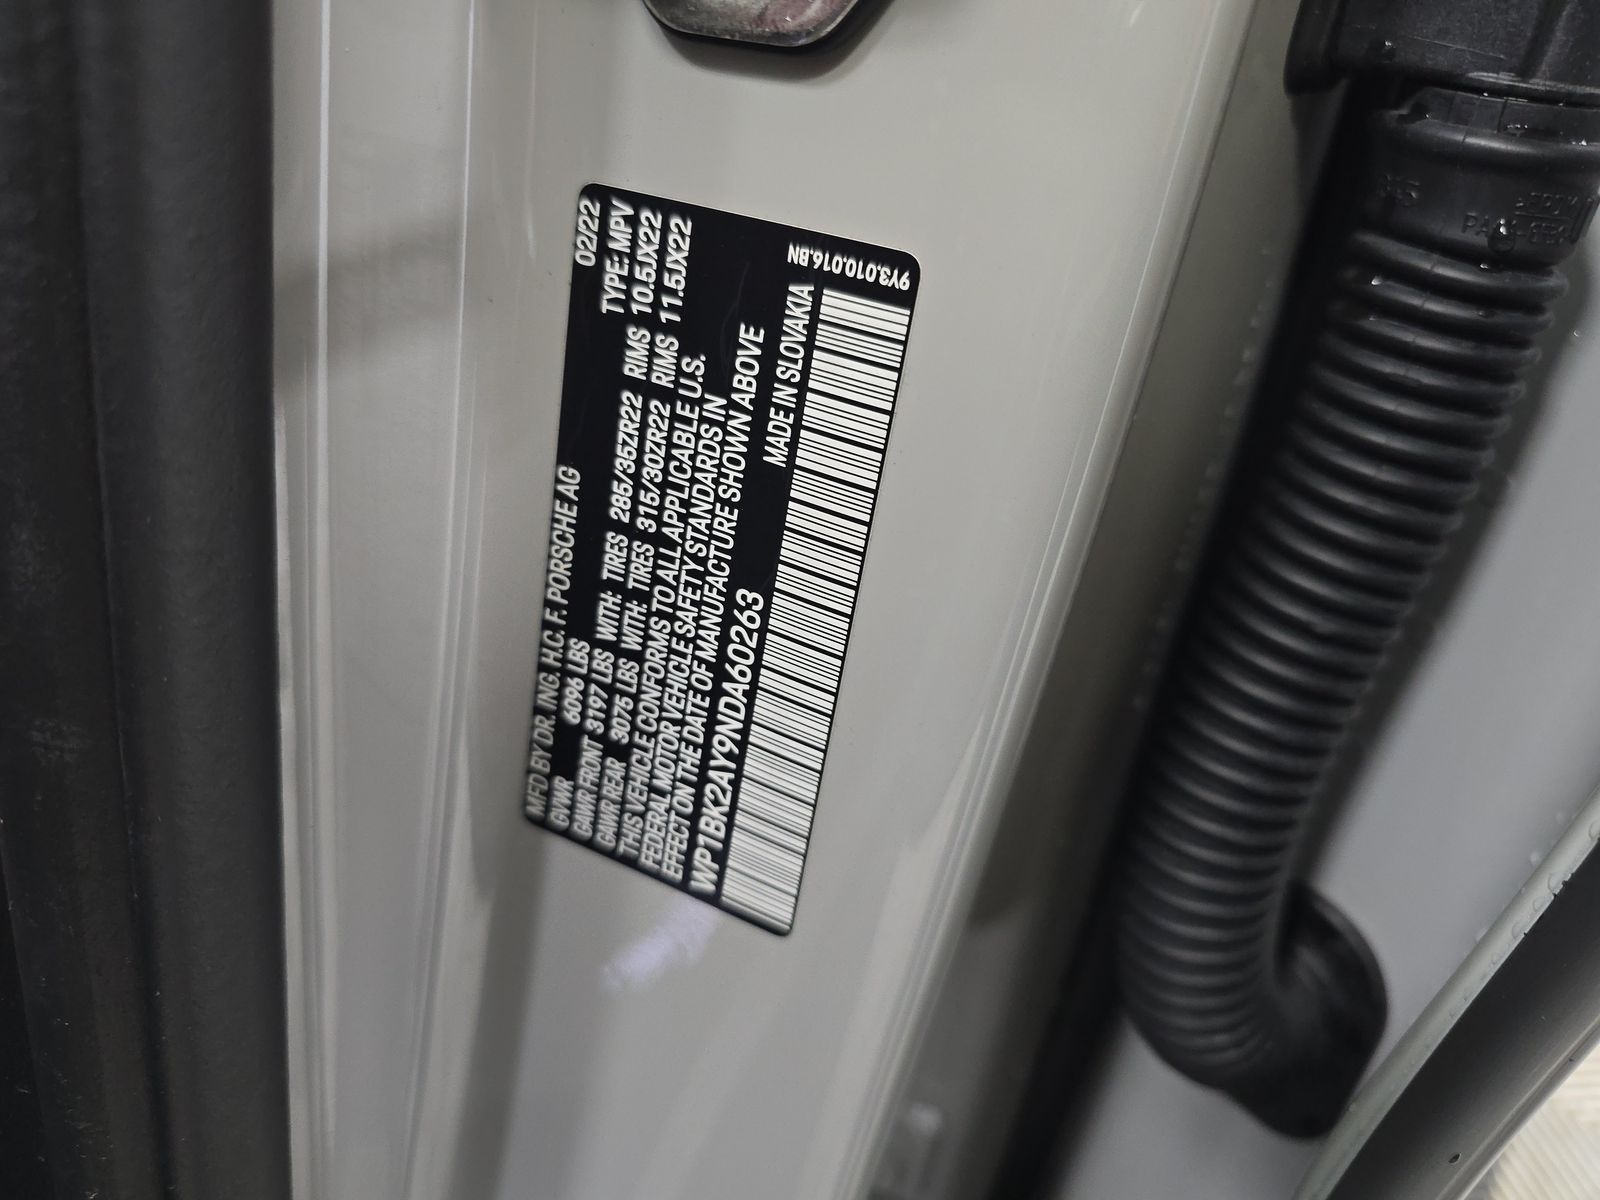 MFD BY DR. ING. H.C. F. PORSCHE AG 02/22
GVWR 6096 LBS TYPE: MPV
GAWR FRONT 3197 LBS WITH: TIRES 285/35ZR22 RIMS 10.5JX22
GAWR REAR 3075 LBS WITH: TIRES 315/30ZR22 RIMS 11.5JX22
THIS VEHICLE CONFORMS TO ALL APPLICABLE U.S.
FEDERAL MOTOR VEHICLE SAFETY STANDARDS IN
EFFECT ON THE DATE OF MANUFACTURE SHOWN ABOVE
WP1BK2AY9NDA60263 MADE IN SLOVAKIA
9Y3.010.016.BN